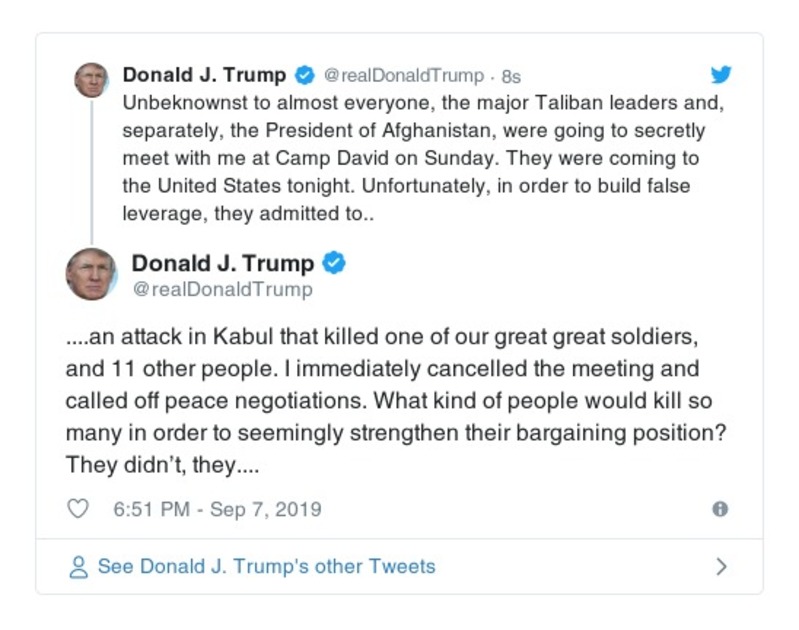 Donald J. Trump @realDonaldTrump · 8s
Unbeknownst to almost everyone, the major Taliban leaders and,
separately, the President of Afghanistan, were going to secretly
meet with me at Camp David on Sunday. They were coming to
the United States tonight. Unfortunately, in order to build false
leverage, they admitted to..
Donald J. Trump
@realDonaldTrump
....an attack in Kabul that killed one of our great great soldiers,
and 11 other people. I immediately cancelled the meeting and
called off peace negotiations. What kind of people would kill so
many in order to seemingly strengthen their bargaining position?
They didn’t, they....
6:51 PM - Sep 7, 2019
See Donald J. Trump's other Tweets